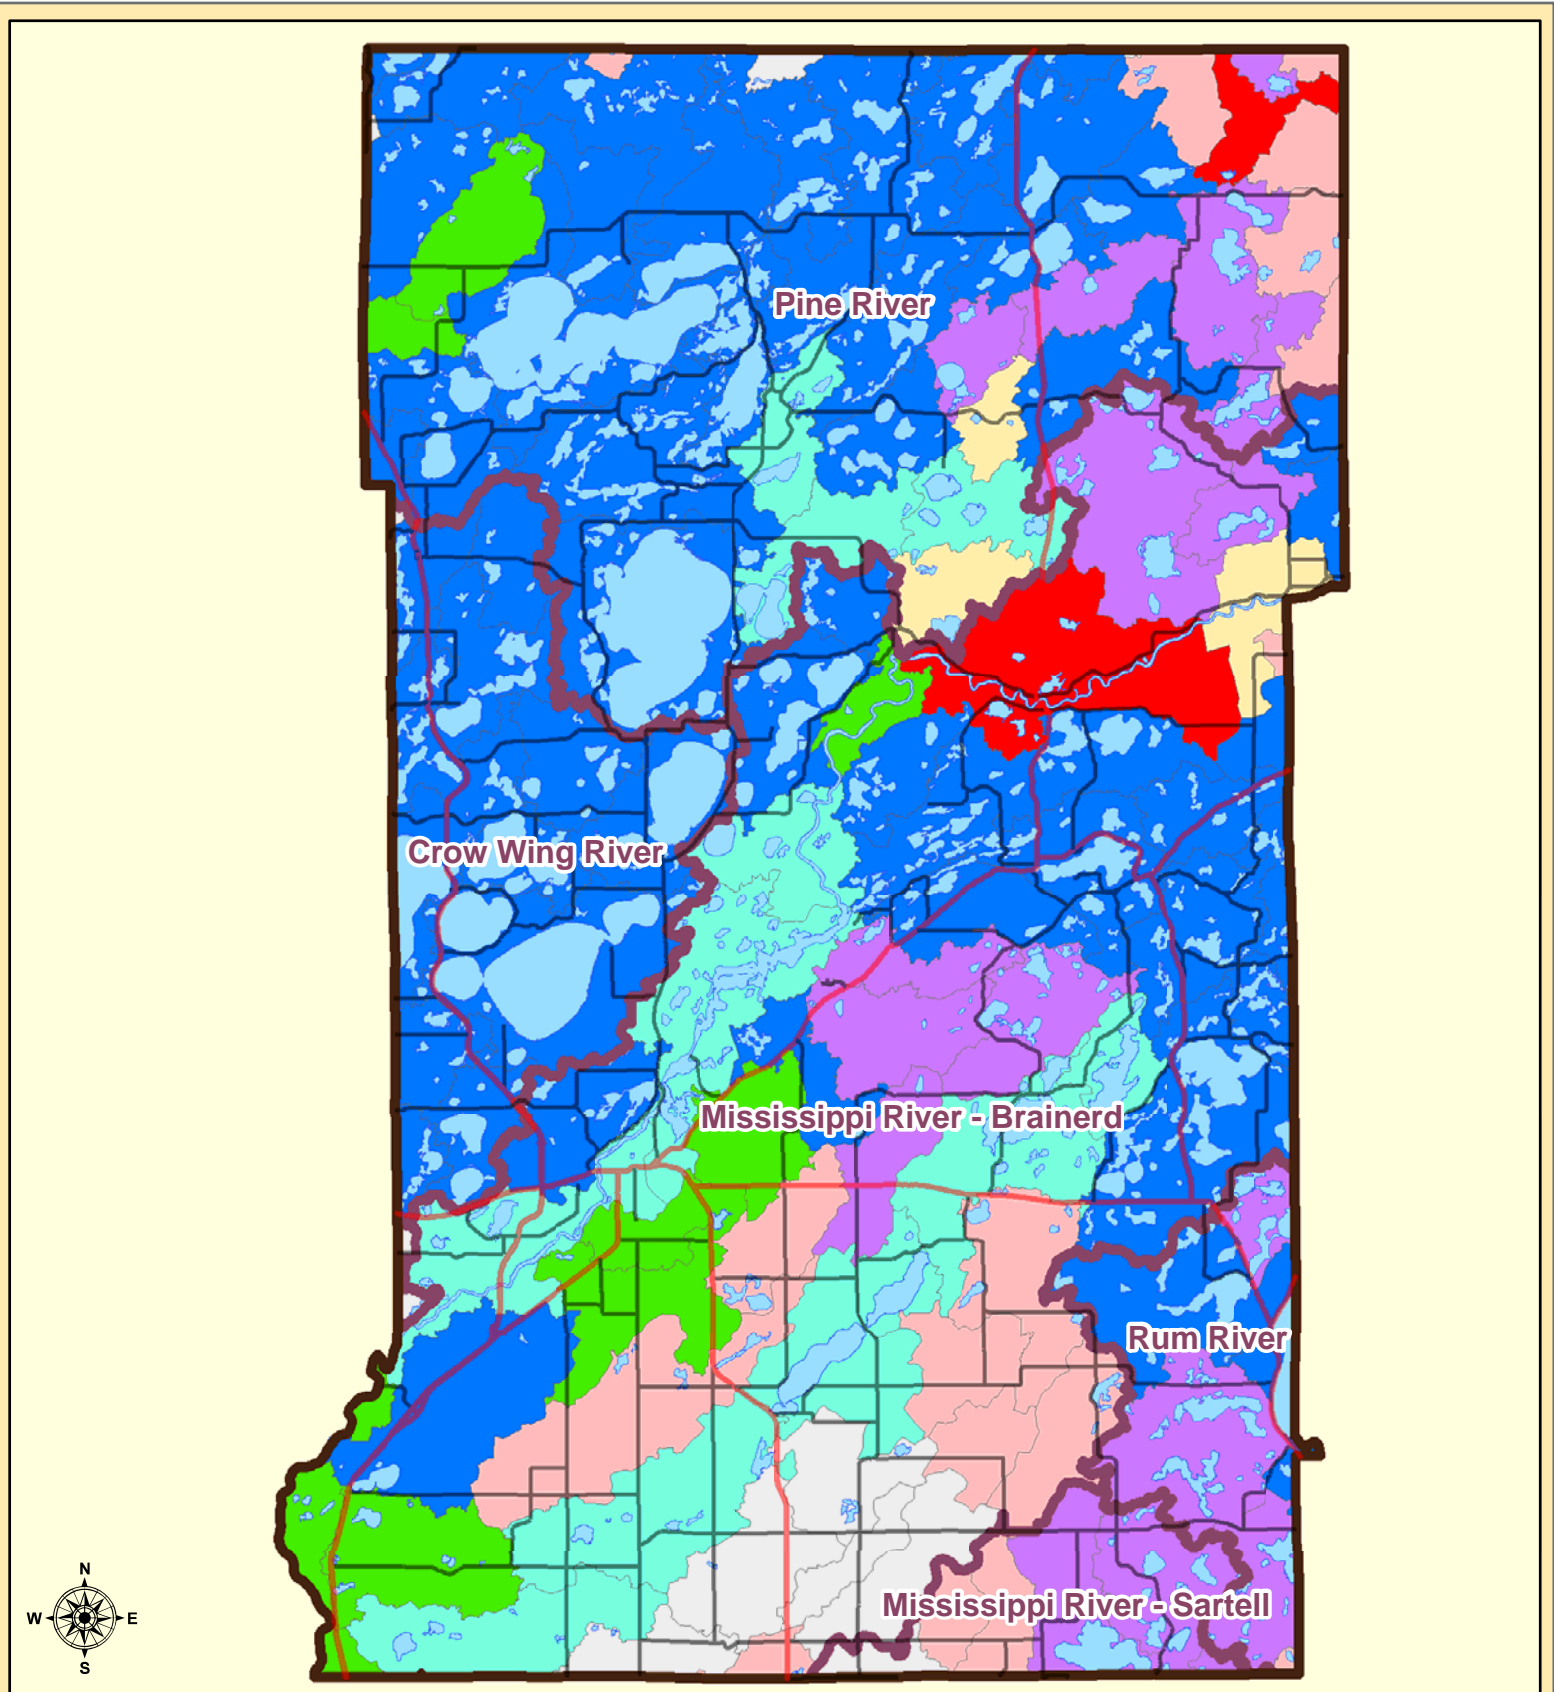 Pine River
Crow Wing River
Mississippi River - Brainerd
Rum River
Mississippi River - Sartell
N
W E
S